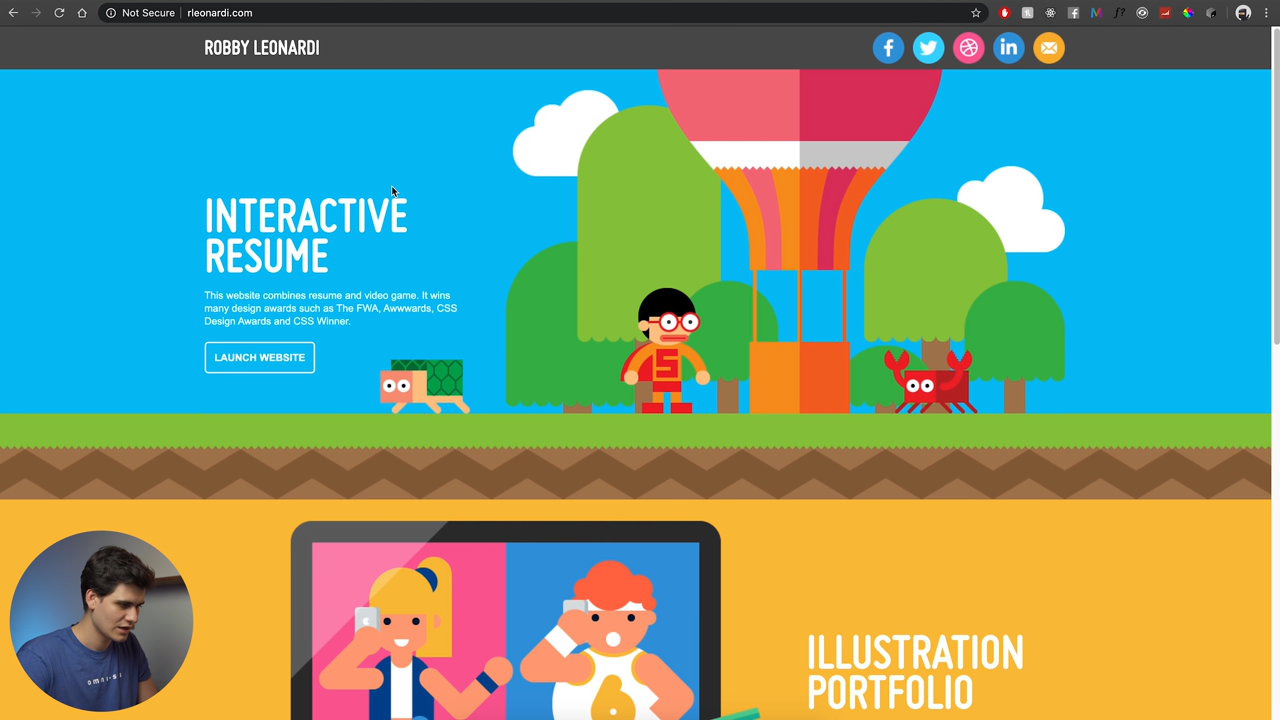 Not Secure
rleonardi.com
ROBBY LEONARDI
INTERACTIVE
RESUME
This website combines resume and video game. It wins
many design awards such as The FWA, Awwwards, CSS
Design Awards and CSS Winner.
LAUNCH WEBSITE
S
ILLUSTRATION
PORTFOLIO
6